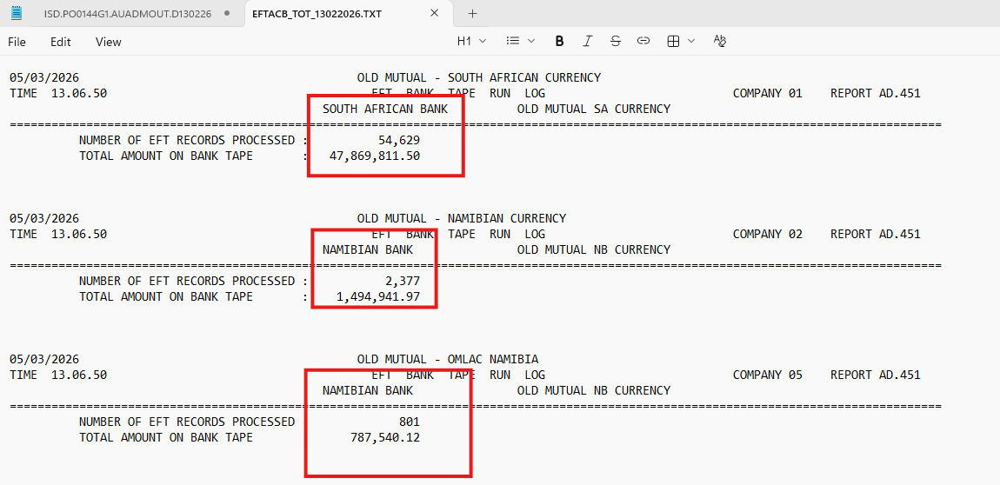 ISD.PO0144G1.AUADMOUT.D130226 EFTACB_TOT_13022026.TXT
File Edit View H1 B I S
05/03/2026 OLD MUTUAL - SOUTH AFRICAN CURRENCY
TIME 13.06.50 EFT BANK TAPE RUN LOG COMPANY 01 REPORT AD.451
SOUTH AFRICAN BANK OLD MUTUAL SA CURRENCY
======================================================================================================================================
NUMBER OF EFT RECORDS PROCESSED : 54,629
TOTAL AMOUNT ON BANK TAPE : 47,869,811.50
05/03/2026 OLD MUTUAL - NAMIBIAN CURRENCY
TIME 13.06.50 EFT BANK TAPE RUN LOG COMPANY 02 REPORT AD.451
NAMIBIAN BANK OLD MUTUAL NB CURRENCY
======================================================================================================================================
NUMBER OF EFT RECORDS PROCESSED : 2,377
TOTAL AMOUNT ON BANK TAPE : 1,494,941.97
05/03/2026 OLD MUTUAL - OMLAC NAMIBIA
TIME 13.06.50 EFT BANK TAPE RUN LOG COMPANY 05 REPORT AD.451
NAMIBIAN BANK OLD MUTUAL NB CURRENCY
======================================================================================================================================
NUMBER OF EFT RECORDS PROCESSED 801
TOTAL AMOUNT ON BANK TAPE 787,540.12